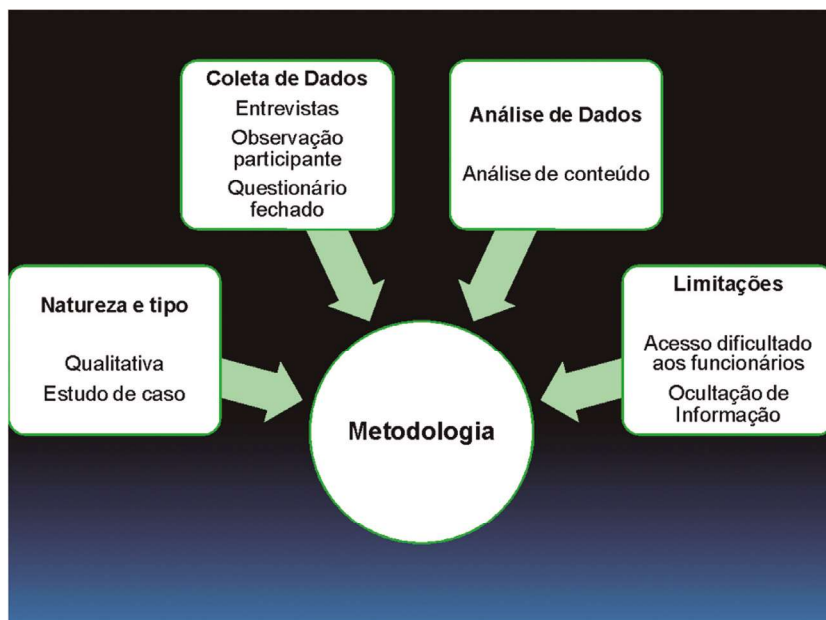 Coleta de Dados
Entrevistas
Observação
participante
Questionário
fechado
Análise de Dados
Análise de conteúdo
Natureza e tipo
Qualitativa
Estudo de caso
Limitações
Acesso dificultado
aos funcionários
Ocultação de
Informação
Metodologia